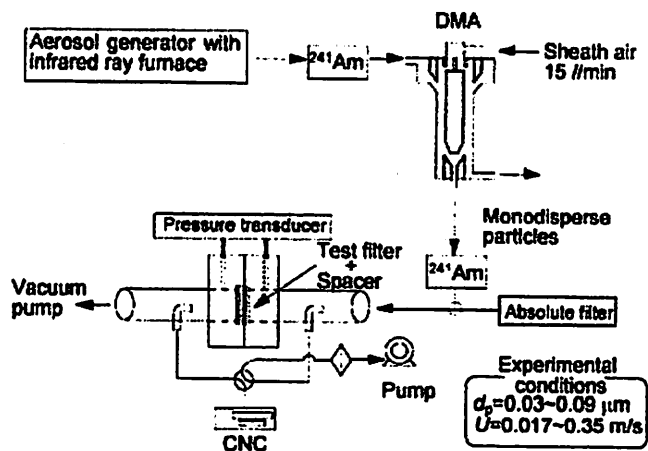 DMA
Aerosol generator with
infrared ray furnace
241Am
Sheath air
15 l/min
Monodisperse
particles
Pressure transducer
Test filter
+
Spacer
241Am
Vacuum
pump
Absolute filter
Pump
CNC
Experimental
conditions
dp=0.03~0.09 μm
U=0.017~0.35 m/s